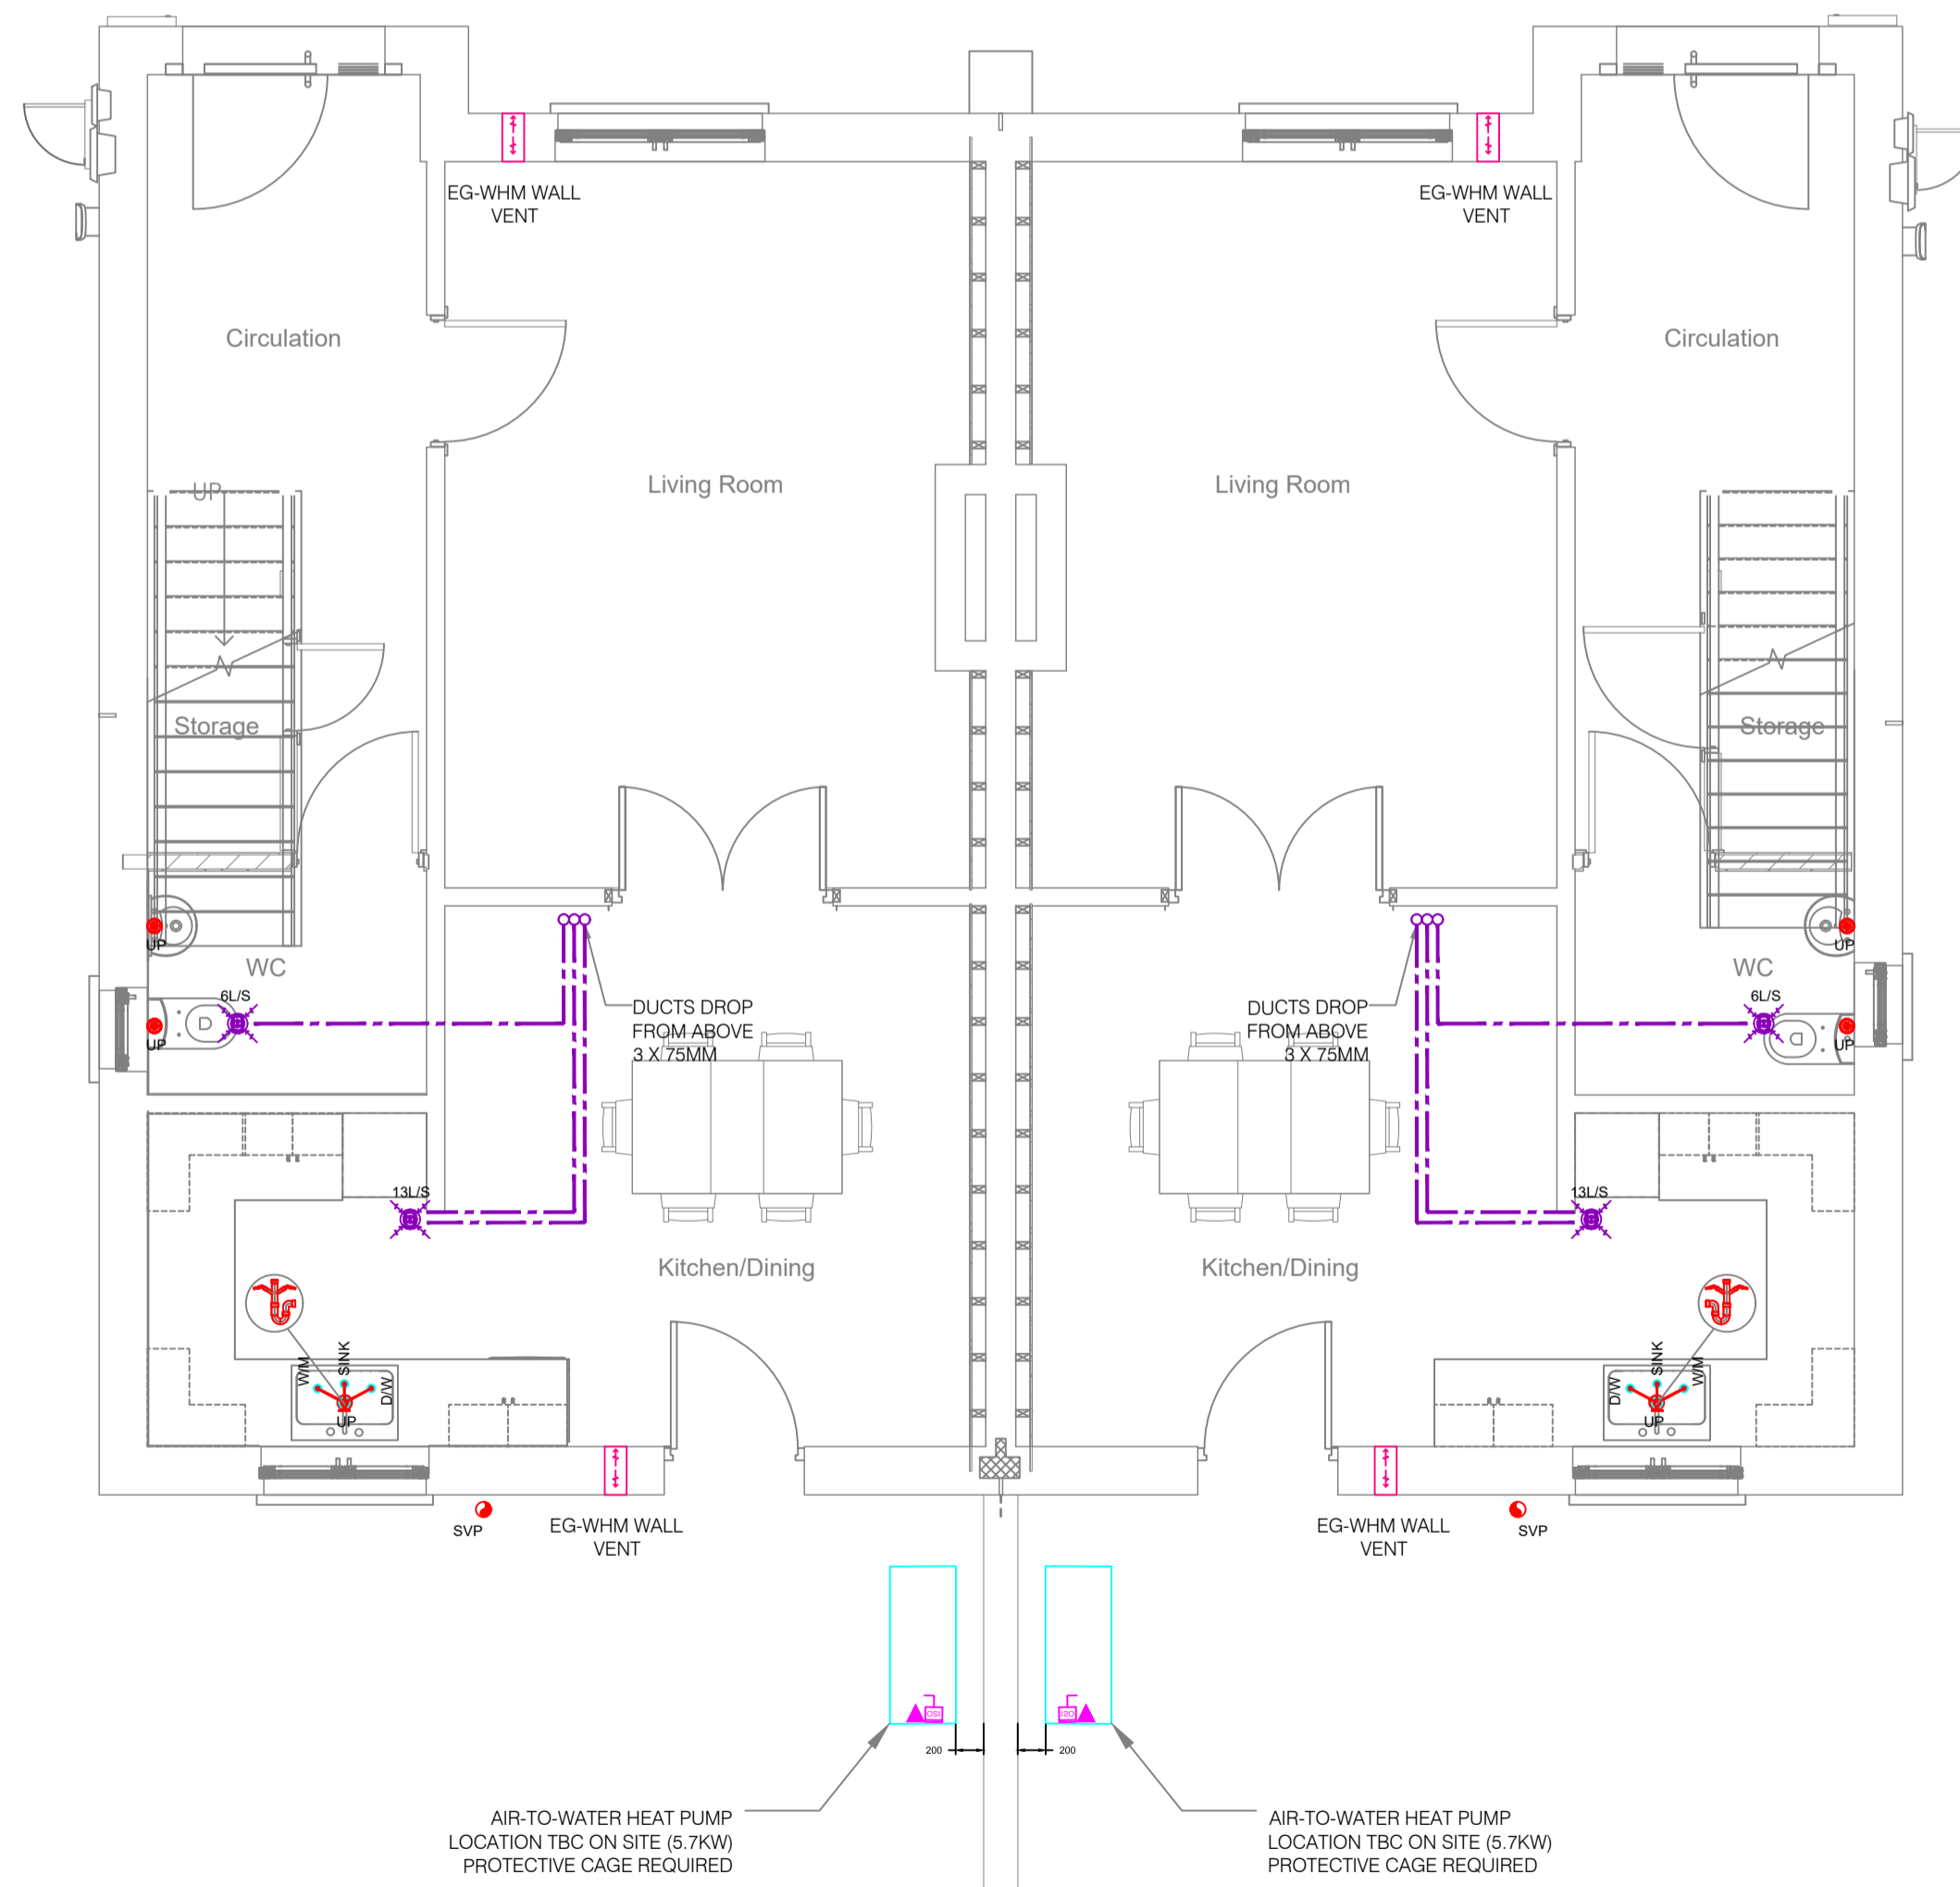 EG-WHM WALL
VENT
EG-WHM WALL
VENT
Circulation
Circulation
Living Room
Living Room
UP
Storage
Storage
UP
UP
WC
WC
6L/S
6L/S
DUCTS DROP
FROM ABOVE
3 X 75MM
DUCTS DROP
FROM ABOVE
3 X 75MM
UP
UP
13L/S
13L/S
Kitchen/Dining
Kitchen/Dining
W/M
SINK
D/W
UP
D/W
SINK
W/M
UP
SVP
EG-WHM WALL
VENT
EG-WHM WALL
VENT
SVP
ISO
ISO
200
200
AIR-TO-WATER HEAT PUMP
LOCATION TBC ON SITE (5.7KW)
PROTECTIVE CAGE REQUIRED
AIR-TO-WATER HEAT PUMP
LOCATION TBC ON SITE (5.7KW)
PROTECTIVE CAGE REQUIRED